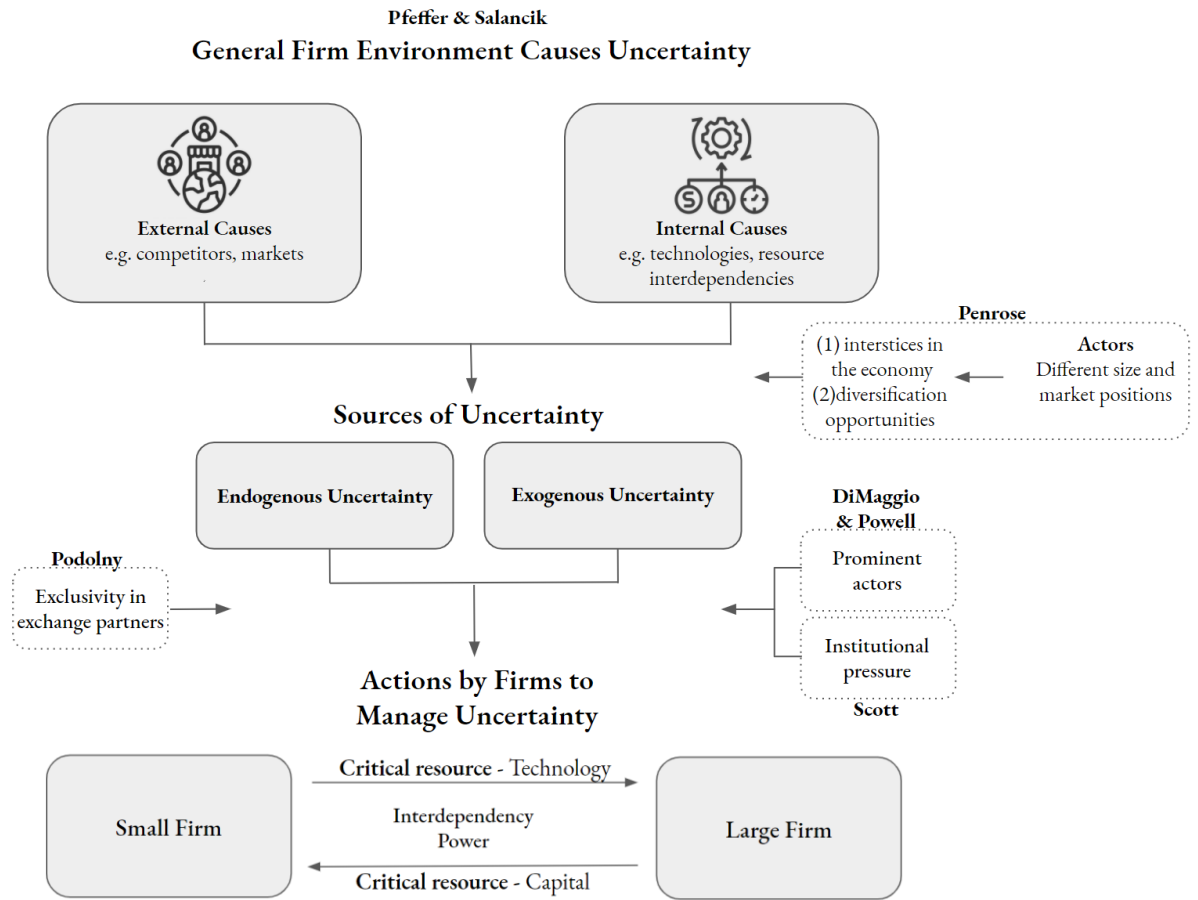 Pfeffer & Salancik
General Firm Environment Causes Uncertainty
External Causes
e.g. competitors, markets
.
Internal Causes
e.g. technologies, resource
interdependencies
Penrose
(1) interstices in
the economy
(2)diversification
opportunities
Actors
Different size and
market positions
Sources of Uncertainty
Endogenous Uncertainty
Exogenous Uncertainty
DiMaggio
& Powell
Prominent
actors
Institutional
pressure
Scott
Podolny
Exclusivity in
exchange partners
Actions by Firms to
Manage Uncertainty
Small Firm
Critical resource - Technology
Interdependency
Power
Critical resource - Capital
Large Firm